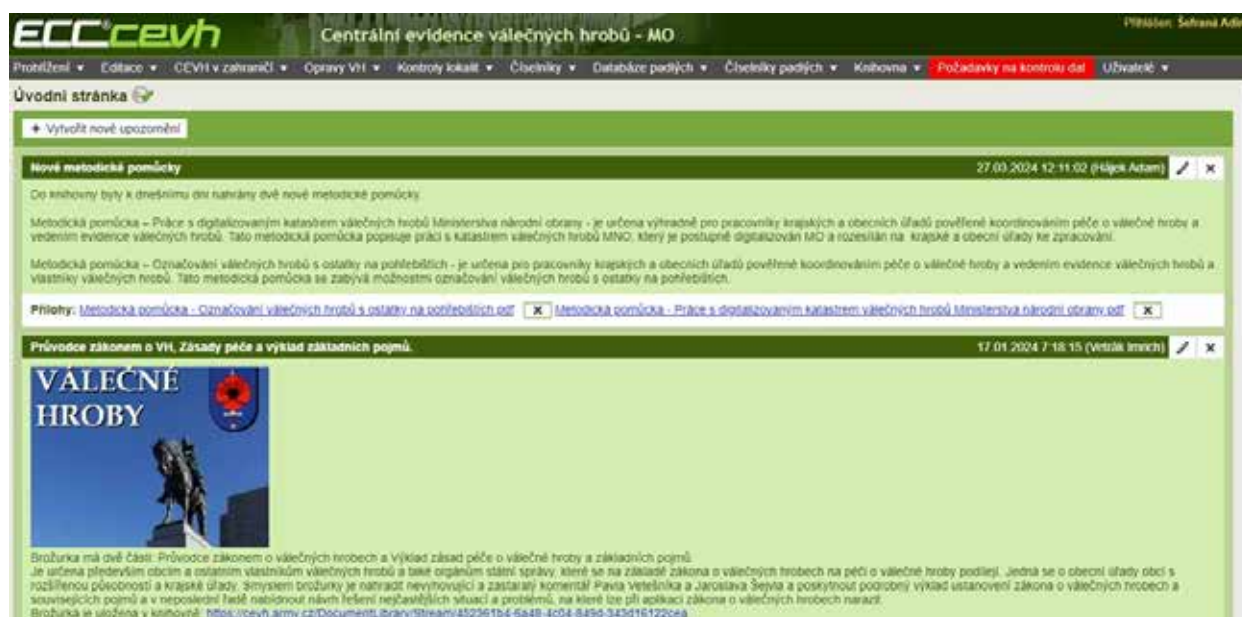 ECC°cevh
Centrální evidence válečných hrobů - MO
Přihlášen: Šefraná
Editace CEVH v zahraničí Opravy VH Kontroly lokalit Číselníky Databáze padlých Číselníky padlých Knihovna Požadavky na kontrolu dat Uživatelé
Úvodní stránka
+ Vytvořit nové upozornění
Nové metodické pomůcky 27.03.2024 12:11:02 (Hájek Adam)
Do knihovny byly k dnešnímu dni nahrány dvě nové metodické pomůcky.
Metodická pomůcka – Práce s digitalizovaným katastrem válečných hrobů Ministerstva národní obrany - je určena výhradně pro pracovníky krajských a obecních úřadů pověřené koordinováním péče o válečné hroby a
vedením evidence válečných hrobů. Tato metodická pomůcka popisuje práci s katastrem válečných hrobů MNO, který je postupně digitalizován MO a rozesílán na krajské a obecní úřady ke zpracování.
Metodická pomůcka – Označování válečných hrobů s ostatky na pohřebištích - je určena pro pracovníky krajských a obecních úřadů pověřené koordinováním péče o válečné hroby a vedením evidence válečných hrobů a
vlastníky válečných hrobů. Tato metodická pomůcka se zabývá možnostmi označování válečných hrobů s ostatky na pohřebištích.
Přílohy: Metodická pomůcka - Označování válečných hrobů s ostatky na pohřebištích.pdf x Metodická pomůcka - Práce s digitalizovaným katastrem válečných hrobů Ministerstva národní obrany.pdf x
Průvodce zákonem o VH, Zásady péče a výklad základních pojmů. 17.01.2024 7:18:15 (Vetrák Imrich)
VÁLEČNÉ
HROBY
Brožurka má dvě části: Průvodce zákonem o válečných hrobech a Výklad zásad péče o válečné hroby a základních pojmů.
Je určena především obcím a ostatním vlastníkům válečných hrobů a také orgánům státní správy, které se na základě zákona o válečných hrobech na péči o válečné hroby podílejí. Jedná se o obecní úřady obcí s
rozšířenou působností a krajské úřady. Smyslem brožurky je nahradit nevyhovující a zastaralý komentář Pavla Vetešníka a Jaroslava Šejvla a poskytnout podrobný výklad ustanovení zákona o válečných hrobech a
souvisejících pojmů a v neposlední řadě nabídnout návrh řešení nejčastějších situací a problémů, na které lze při aplikaci zákona o válečných hrobech narazit.
Brožurka je uložena v knihovně: